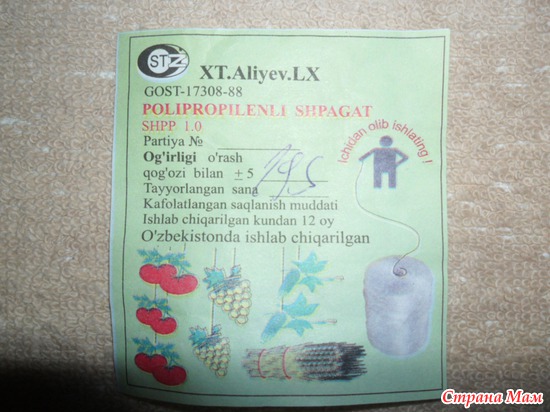 STZ
XT.Aliyev.LX
GOST-17308-88
POLIPROPILENLI SHPAGAT
SHPP 1.0
Partiya №
Og'irligi o'rash
qog'ozi bilan ±5
Tayyorlangan sana
Kafolatlangan saqlanish muddati
Ishlab chiqarilgan kundan 12 oy
O'zbekistonda ishlab chiqarilgan
Ichidan olib ishlating !
Страна Мам